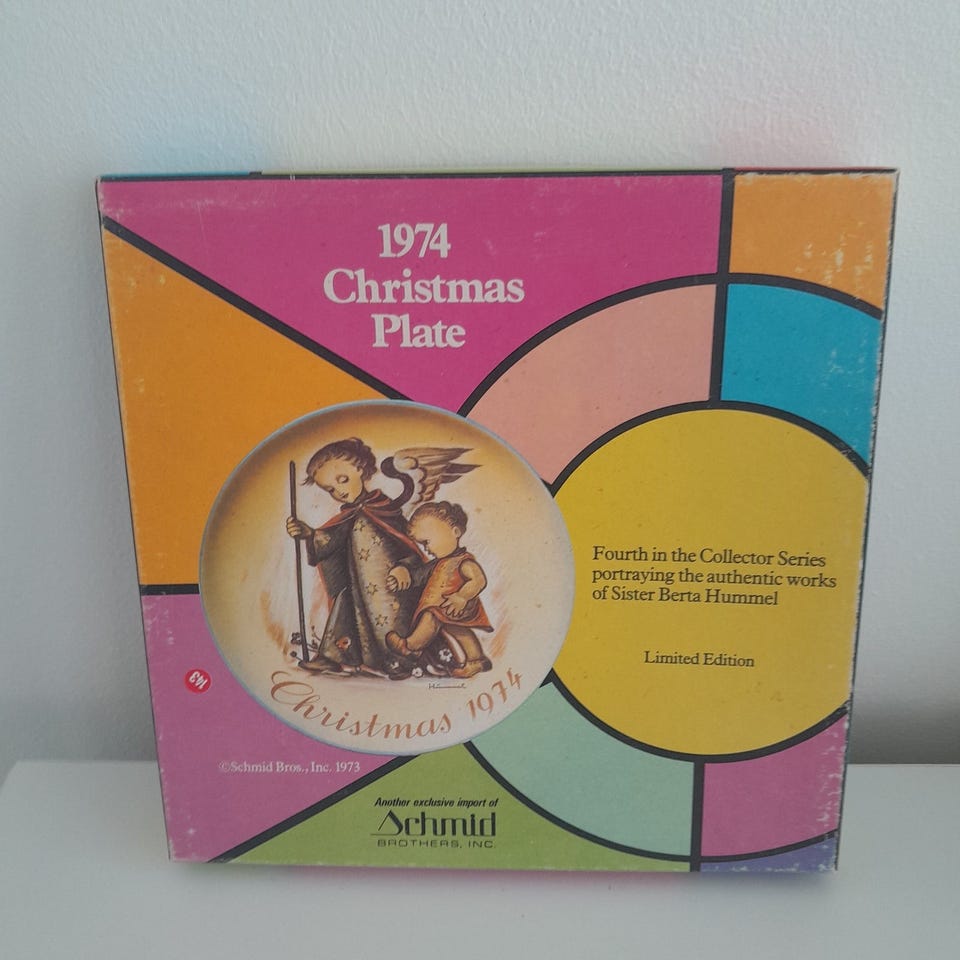 1974
Christmas
Plate
Fourth in the Collector Series
portraying the authentic works
of Sister Berta Hummel
Limited Edition
Hummel
Christmas 1974
143
©Schmid Bros., Inc. 1973
Another exclusive import of
Schmid
BROTHERS, INC.